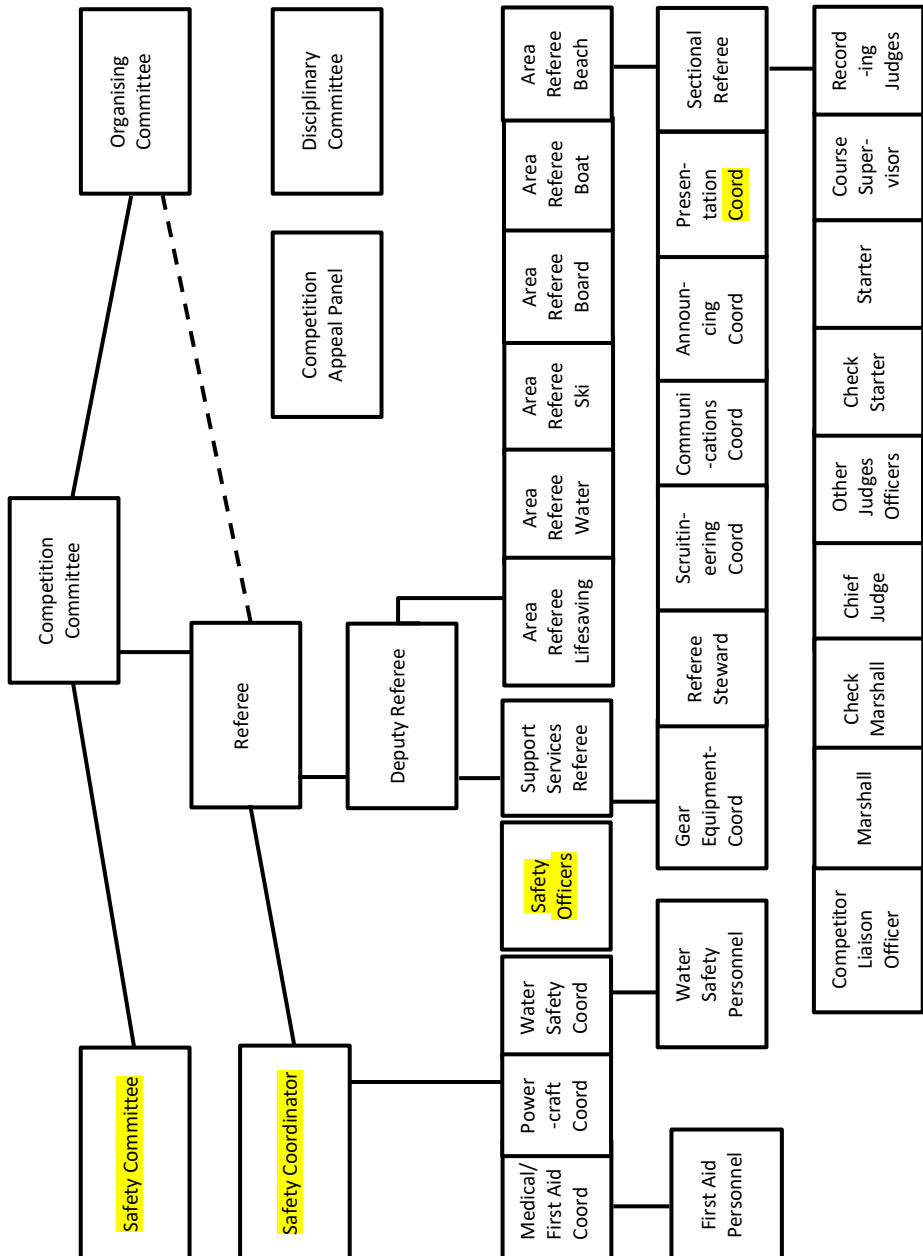 Competition
Committee
Safety Committee
Organising
Committee
Safety Coordinator
Referee
Competition
Appeal Panel
Disciplinary
Committee
Deputy Referee
Medical/
First Aid
Coord
Power
-craft
Coord
Water
Safety
Coord
Safety
Officers
Support
Services
Referee
Area
Referee
Lifesaving
Area
Referee
Water
Area
Referee
Ski
Area
Referee
Board
Area
Referee
Boat
Area
Referee
Beach
First Aid
Personnel
Water
Safety
Personnel
Gear
Equipment-
Coord
Referee
Steward
Scrutin-
eering
Coord
Communi
-cations
Coord
Announ-
cing
Coord
Presen-
tation
Coord
Sectional
Referee
Competitor
Liaison
Officer
Marshall
Check
Marshall
Chief
Judge
Other
Judges
Officers
Check
Starter
Starter
Course
Super-
visor
Record
-ing
Judges